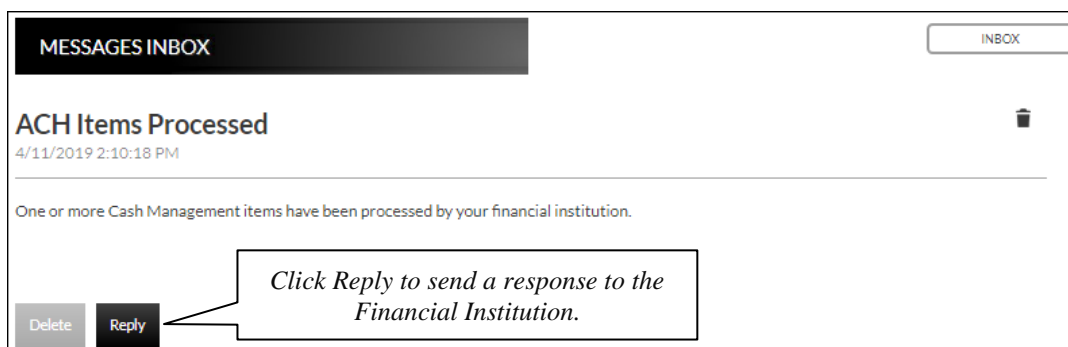 MESSAGES INBOX
INBOX
ACH Items Processed
4/11/2019 2:10:18 PM
One or more Cash Management items have been processed by your financial institution.
Click Reply to send a response to the
Financial Institution.
Delete
Reply